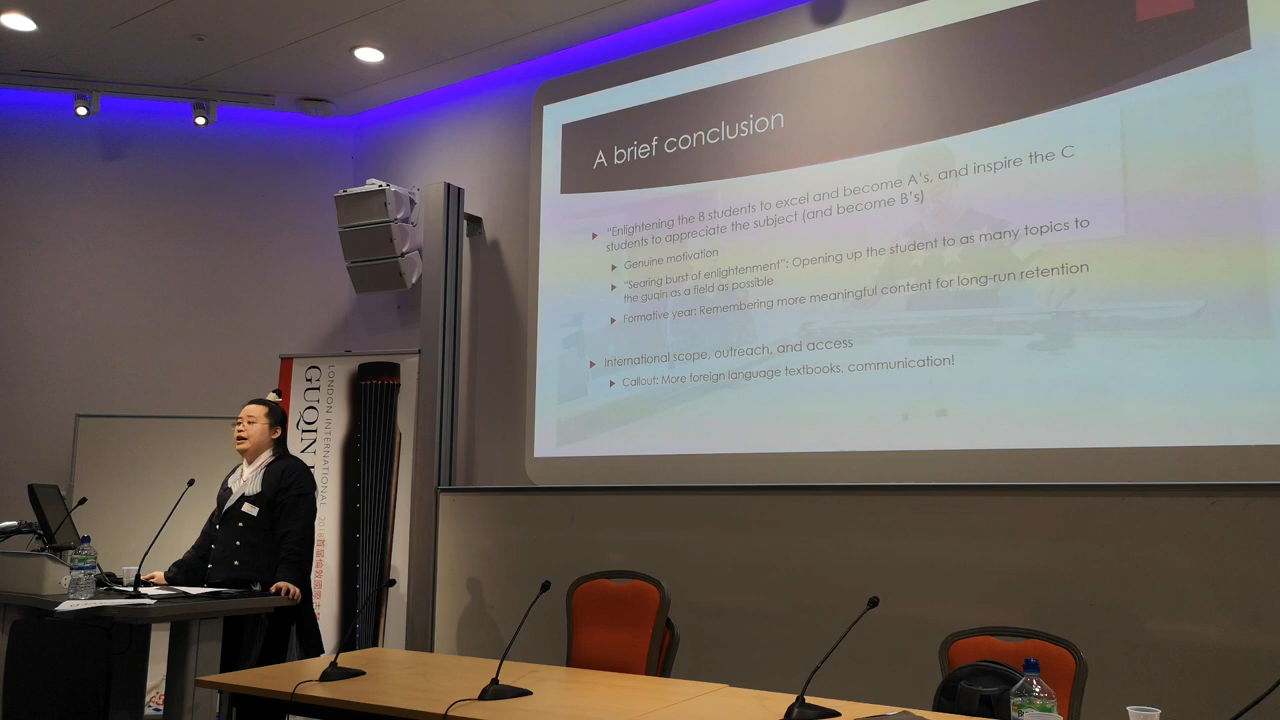 A brief conclusion
"Enlightening the B students to excel and become A's, and inspire the C
students to appreciate the subject (and become B's)
Genuine motivation
"Searing burst of enlightenment": Opening up the student to as many topics to
the guqin as a field as possible
Formative year: Remembering more meaningful content for long-run retention
International scope, outreach, and access
Callout: More foreign language textbooks, communication!
LONDON INTERNATIONAL
GUQIN